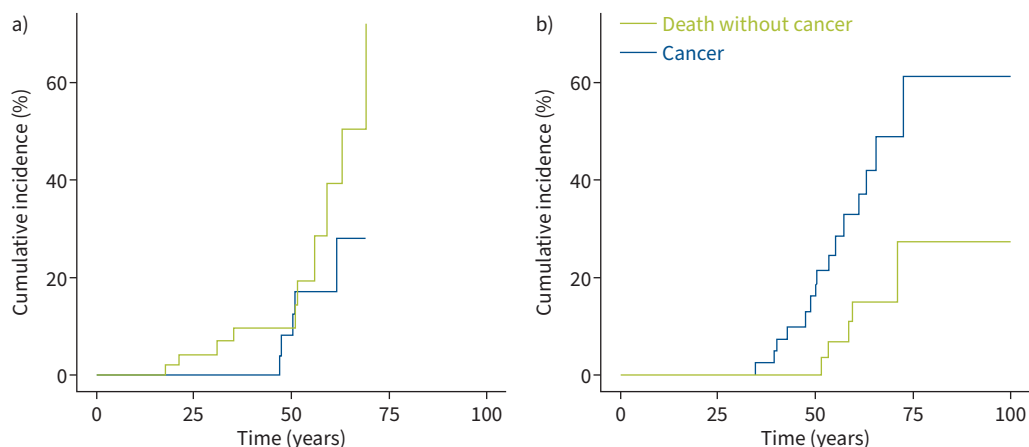 a)
Cumulative incidence (%)
60
40
20
0
0 25 50 75 100
Time (years)
b)
Death without cancer
Cancer
Cumulative incidence (%)
60
40
20
0
0 25 50 75 100
Time (years)